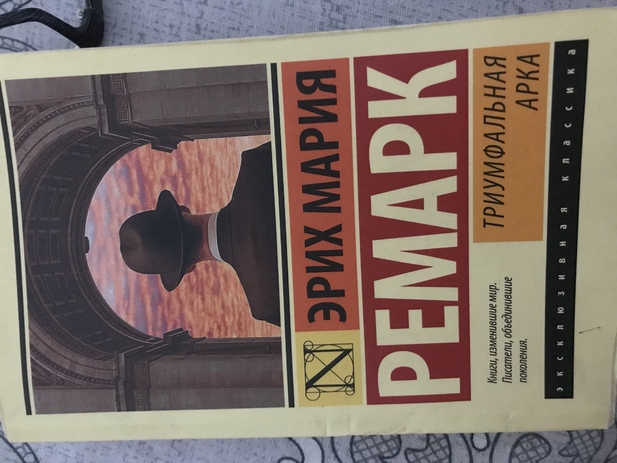 ЭРИХ МАРИЯ
РЕМАРК
ТРИУМФАЛЬНАЯ
АРКА
Книги, изменившие мир.
Писатели, объединившие
поколения.
эксклюзивная классика